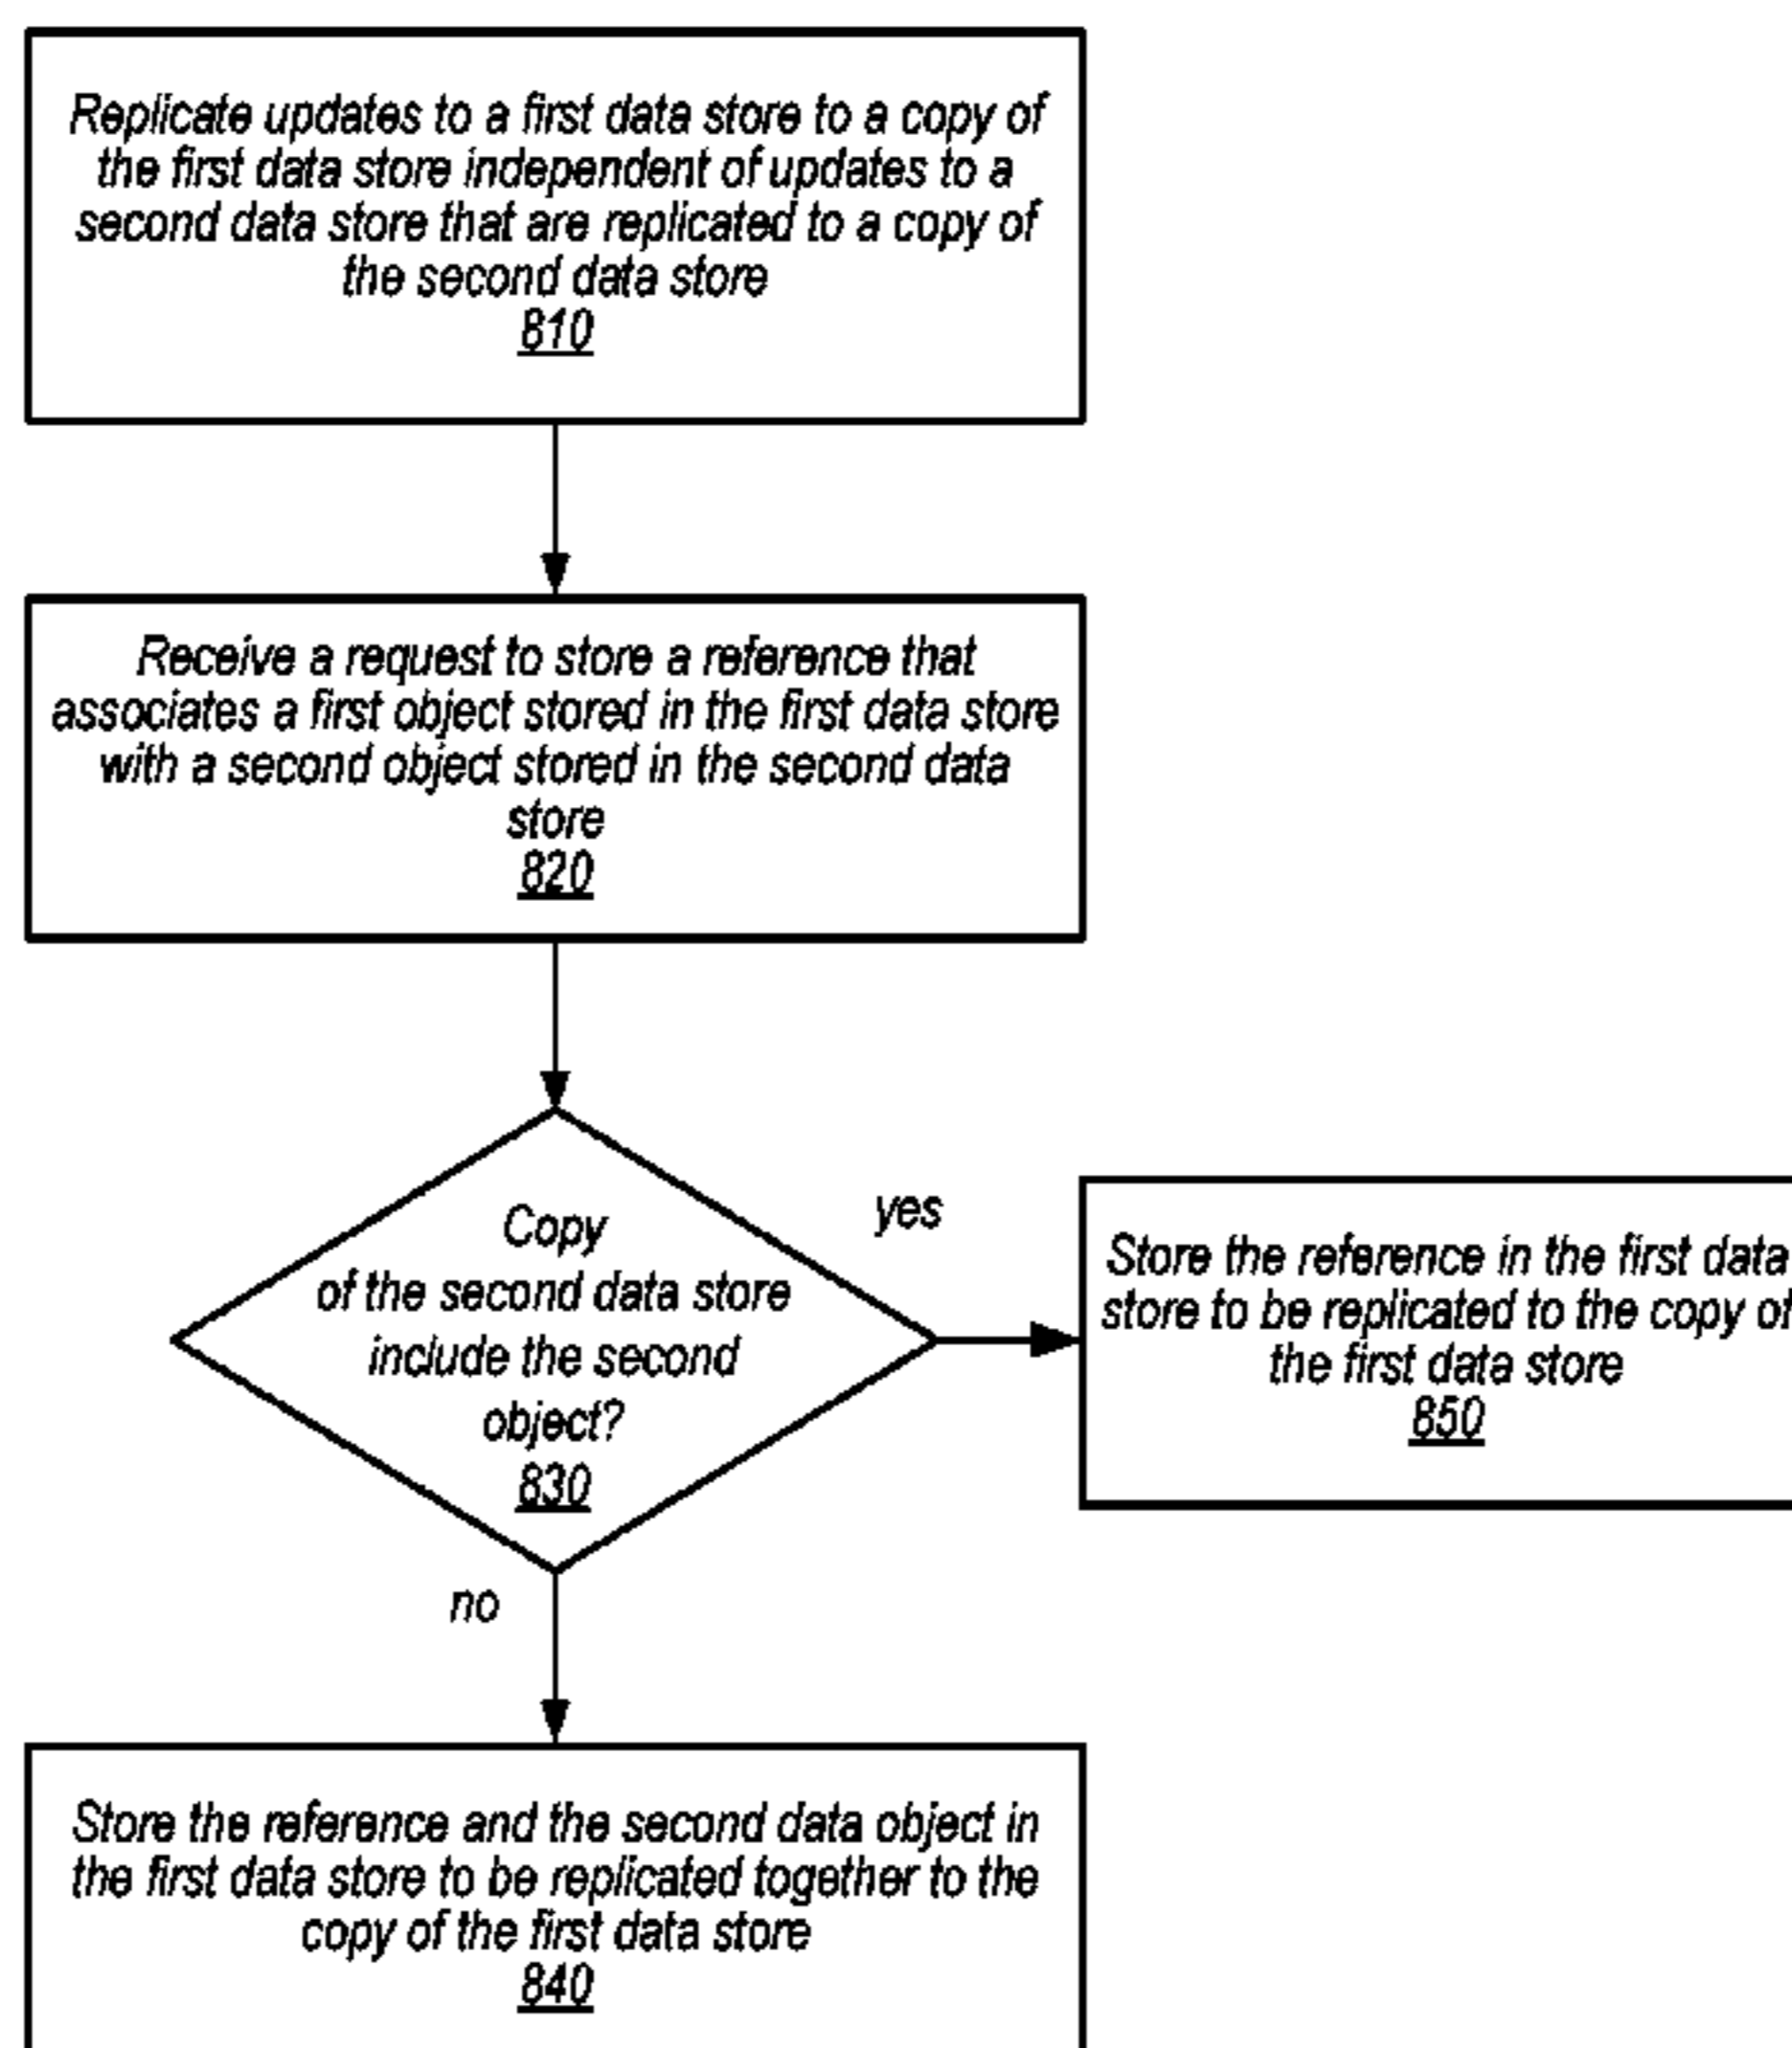 Replicate updates to a first data store to a copy of
the first data store independent of updates to a
second data store that are replicated to a copy of
the second data store
810
Receive a request to store a reference that
associates a first object stored in the first data store
with a second object stored in the second data
store
820
Copy
of the second data store
include the second
object?
830
yes
Store the reference in the first data
store to be replicated to the copy of
the first data store
850
no
Store the reference and the second data object in
the first data store to be replicated together to the
copy of the first data store
840